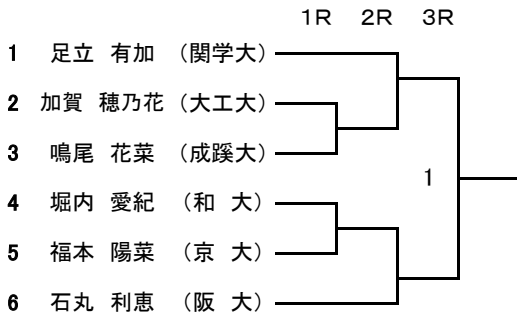 1R 2R 3R
1 足立 有加 (関学大)
2 加賀 穂乃花 (大工大)
3 鳴尾 花菜 (成蹊大)
1
4 堀内 愛紀 (和 大)
5 福本 陽菜 (京 大)
6 石丸 利恵 (阪 大)